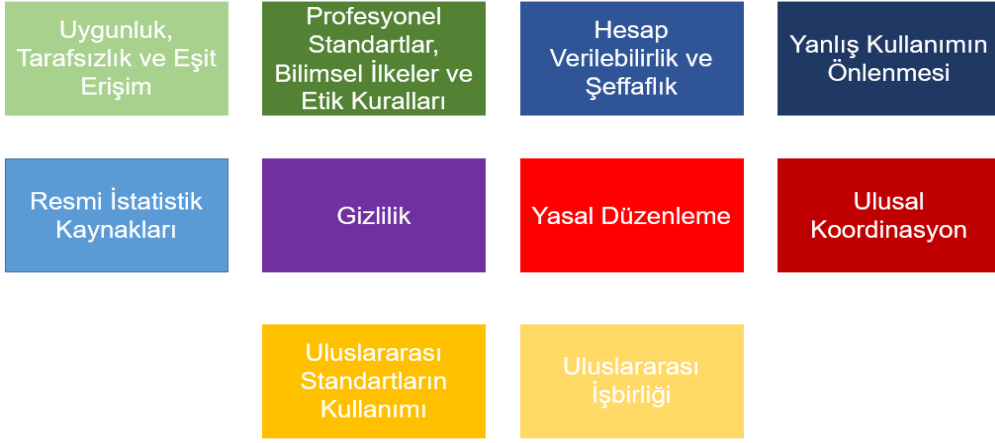 Uygunluk,
Tarafsızlık ve Eşit
Erişim
Profesyonel
Standartlar,
Bilimsel İlkeler ve
Etik Kuralları
Hesap
Verilebilirlik ve
Şeffaflık
Yanlış Kullanımın
Önlenmesi
Resmi İstatistik
Kaynakları
Gizlilik
Yasal Düzenleme
Ulusal
Koordinasyon
Uluslararası
Standartların
Kullanımı
Uluslararası
İşbirliği